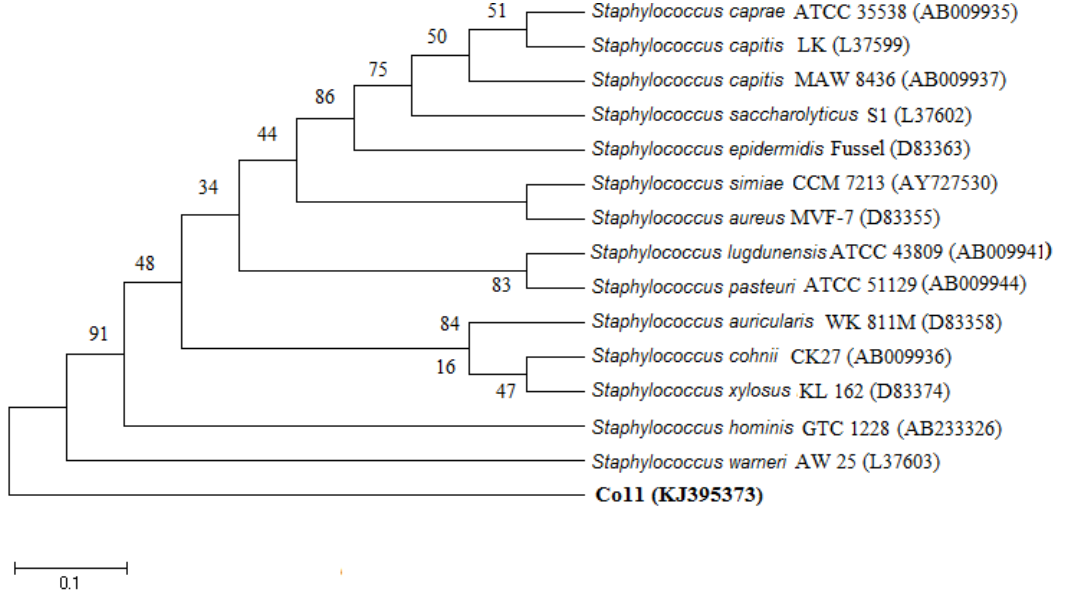 51
Staphylococcus caprae ATCC 35538 (AB009935)
50
Staphylococcus capitis LK (L37599)
75
Staphylococcus capitis MAW 8436 (AB009937)
86
Staphylococcus saccharolyticus S1 (L37602)
44
Staphylococcus epidermidis Fussel (D83363)
34
Staphylococcus simiae CCM 7213 (AY727530)
Staphylococcus aureus MVF-7 (D83355)
48
Staphylococcus lugdunensis ATCC 43809 (AB009941)
83
Staphylococcus pasteuri ATCC 51129 (AB009944)
91
84
Staphylococcus auricularis WK 811M (D83358)
16
Staphylococcus cohnii CK27 (AB009936)
47
Staphylococcus xylosus KL 162 (D83374)
Staphylococcus hominis GTC 1228 (AB233326)
Staphylococcus warneri AW 25 (L37603)
Co11 (KJ395373)
0.1